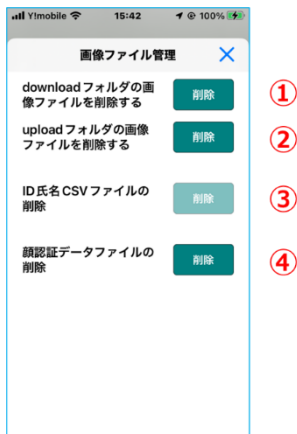 Y!mobile 15:42 100%
画像ファイル管理
downloadフォルダの画
像ファイルを削除する
削除
①
uploadフォルダの画像
ファイルを削除する
削除
②
ID氏名CSVファイルの
削除
削除
③
顔認証データファイルの
削除
削除
④